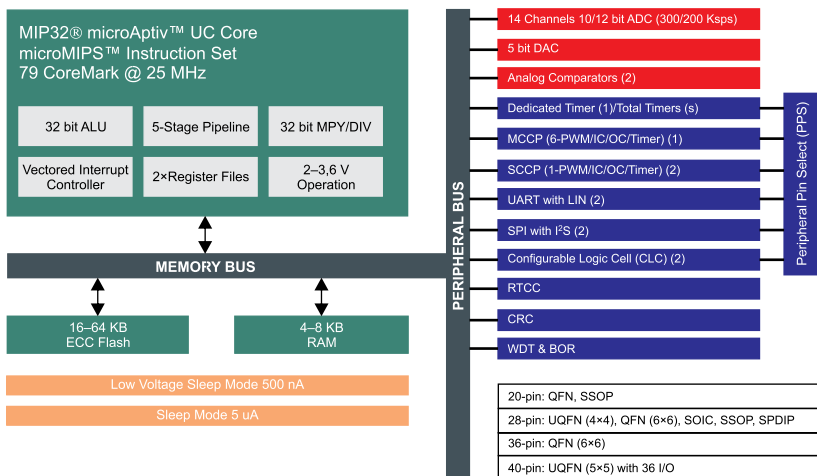 MIP32® microAptiv™ UC Core
microMIPS™ Instruction Set
79 CoreMark @ 25 MHz
32 bit ALU
5-Stage Pipeline
32 bit MPY/DIV
Vectored Interrupt
Controller
2×Register Files
2–3,6 V
Operation
MEMORY BUS
16–64 KB
ECC Flash
4–8 KB
RAM
Low Voltage Sleep Mode 500 nA
Sleep Mode 5 uA
PERIPHERAL BUS
14 Channels 10/12 bit ADC (300/200 Ksps)
5 bit DAC
Analog Comparators (2)
Dedicated Timer (1)/Total Timers (s)
MCCP (6-PWM/IC/OC/Timer) (1)
SCCP (1-PWM/IC/OC/Timer) (2)
UART with LIN (2)
SPI with I²S (2)
Configurable Logic Cell (CLC) (2)
RTCC
CRC
WDT & BOR
Peripheral Pin Select (PPS)
20-pin: QFN, SSOP
28-pin: UQFN (4×4), QFN (6×6), SOIC, SSOP, SPDIP
36-pin: QFN (6×6)
40-pin: UQFN (5×5) with 36 I/O